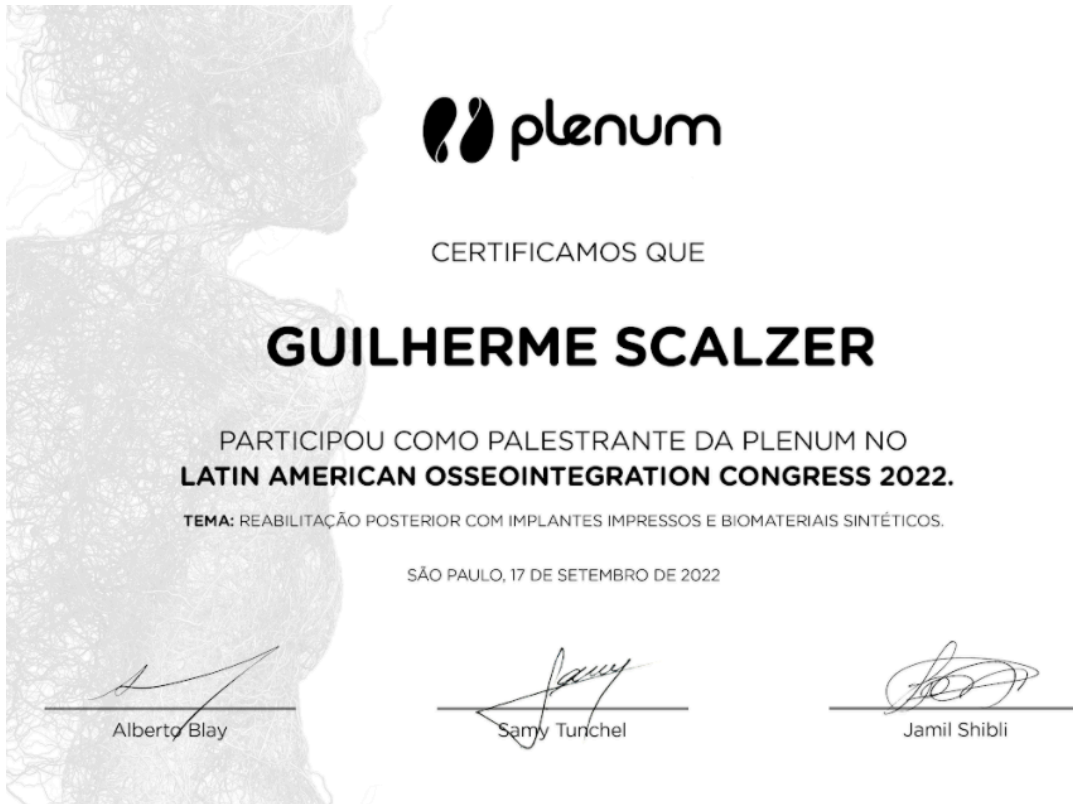 plenum
CERTIFICAMOS QUE
GUILHERME SCALZER
PARTICIPOU COMO PALESTRANTE DA PLENUM NO
LATIN AMERICAN OSSEOINTEGRATION CONGRESS 2022.
TEMA: REABILITAÇÃO POSTERIOR COM IMPLANTES IMPRESSOS E BIOMATERIAIS SINTÉTICOS.
SÃO PAULO, 17 DE SETEMBRO DE 2022
Samy
Alberto Blay
Samy Tunchel
Jamil Shibli